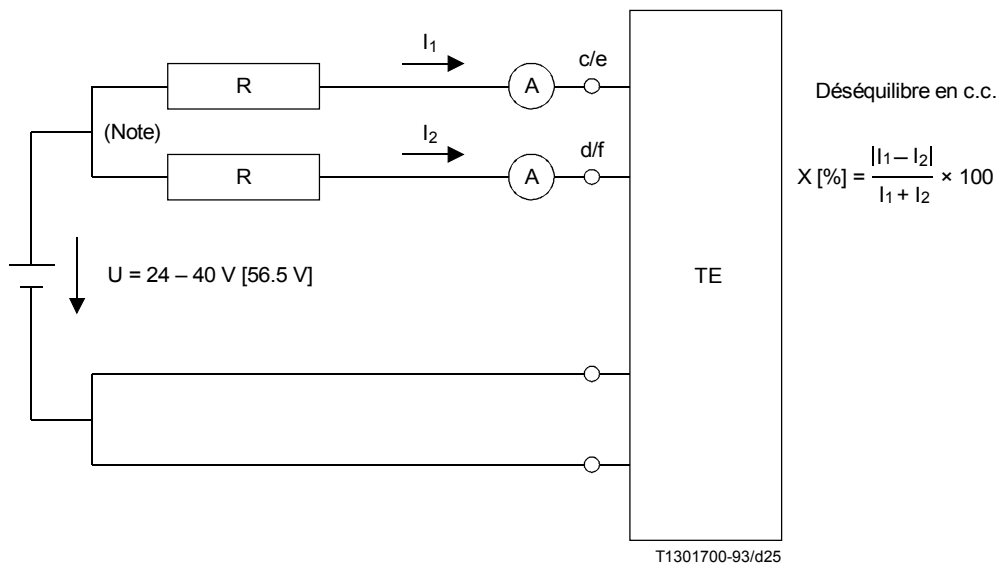 I1
c/e
R
A
(Note)
I2
d/f
R
A
Déséquilibre en c.c.
X [%] = |I1 – I2| / I1 + I2 × 100
U = 24 – 40 V [56.5 V]
TE
T1301700-93/d25